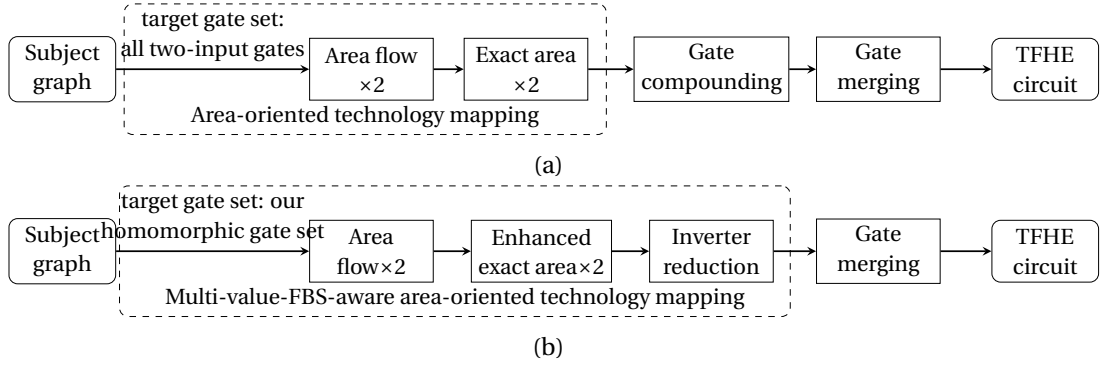 target gate set:
all two-input gates
Subject
graph
Area flow
×2
Exact area
×2
Gate
compounding
Gate
merging
TFHE
circuit
Area-oriented technology mapping
(a)
target gate set: our
homomorphic gate set
Subject
graph
Area
flow×2
Enhanced
exact area×2
Inverter
reduction
Gate
merging
TFHE
circuit
Multi-value-FBS-aware area-oriented technology mapping
(b)